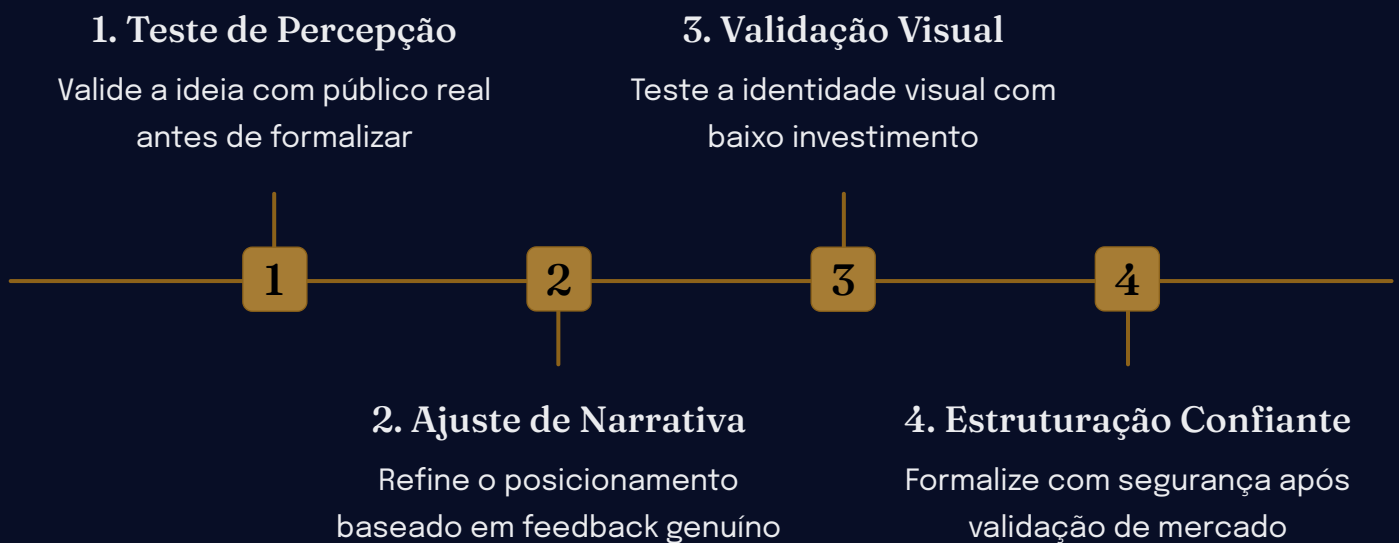 1. Teste de Percepção
Valide a ideia com público real
antes de formalizar
3. Validação Visual
Teste a identidade visual com
baixo investimento
1
2
3
4
2. Ajuste de Narrativa
Refine o posicionamento
baseado em feedback genuíno
4. Estruturação Confiante
Formalize com segurança após
validação de mercado